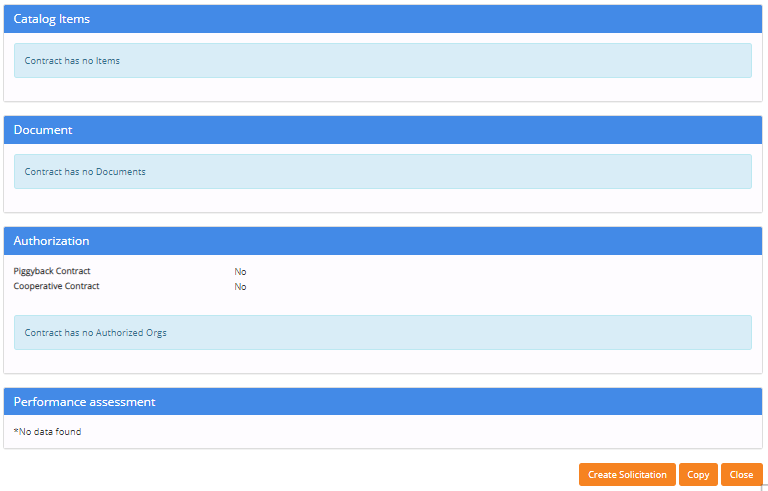 Catalog Items
Contract has no Items
Document
Contract has no Documents
Authorization
Piggyback Contract No
Cooperative Contract No
Contract has no Authorized Orgs
Performance assessment
*No data found
Create Solicitation Copy Close